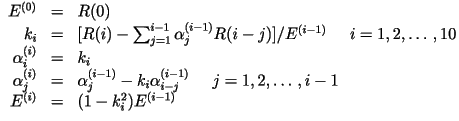 E^{(0)} = R(0)
k_i = [R(i) − ∑_{j=1}^{i−1} α_j^{(i−1)} R(i−j)]/E^{(i−1)} i = 1, 2, …, 10
α_i^{(i)} = k_i
α_j^{(i)} = α_j^{(i−1)} − k_i α_{i−j}^{(i−1)} j = 1, 2, …, i − 1
E^{(i)} = (1 − k_i^2)E^{(i−1)}